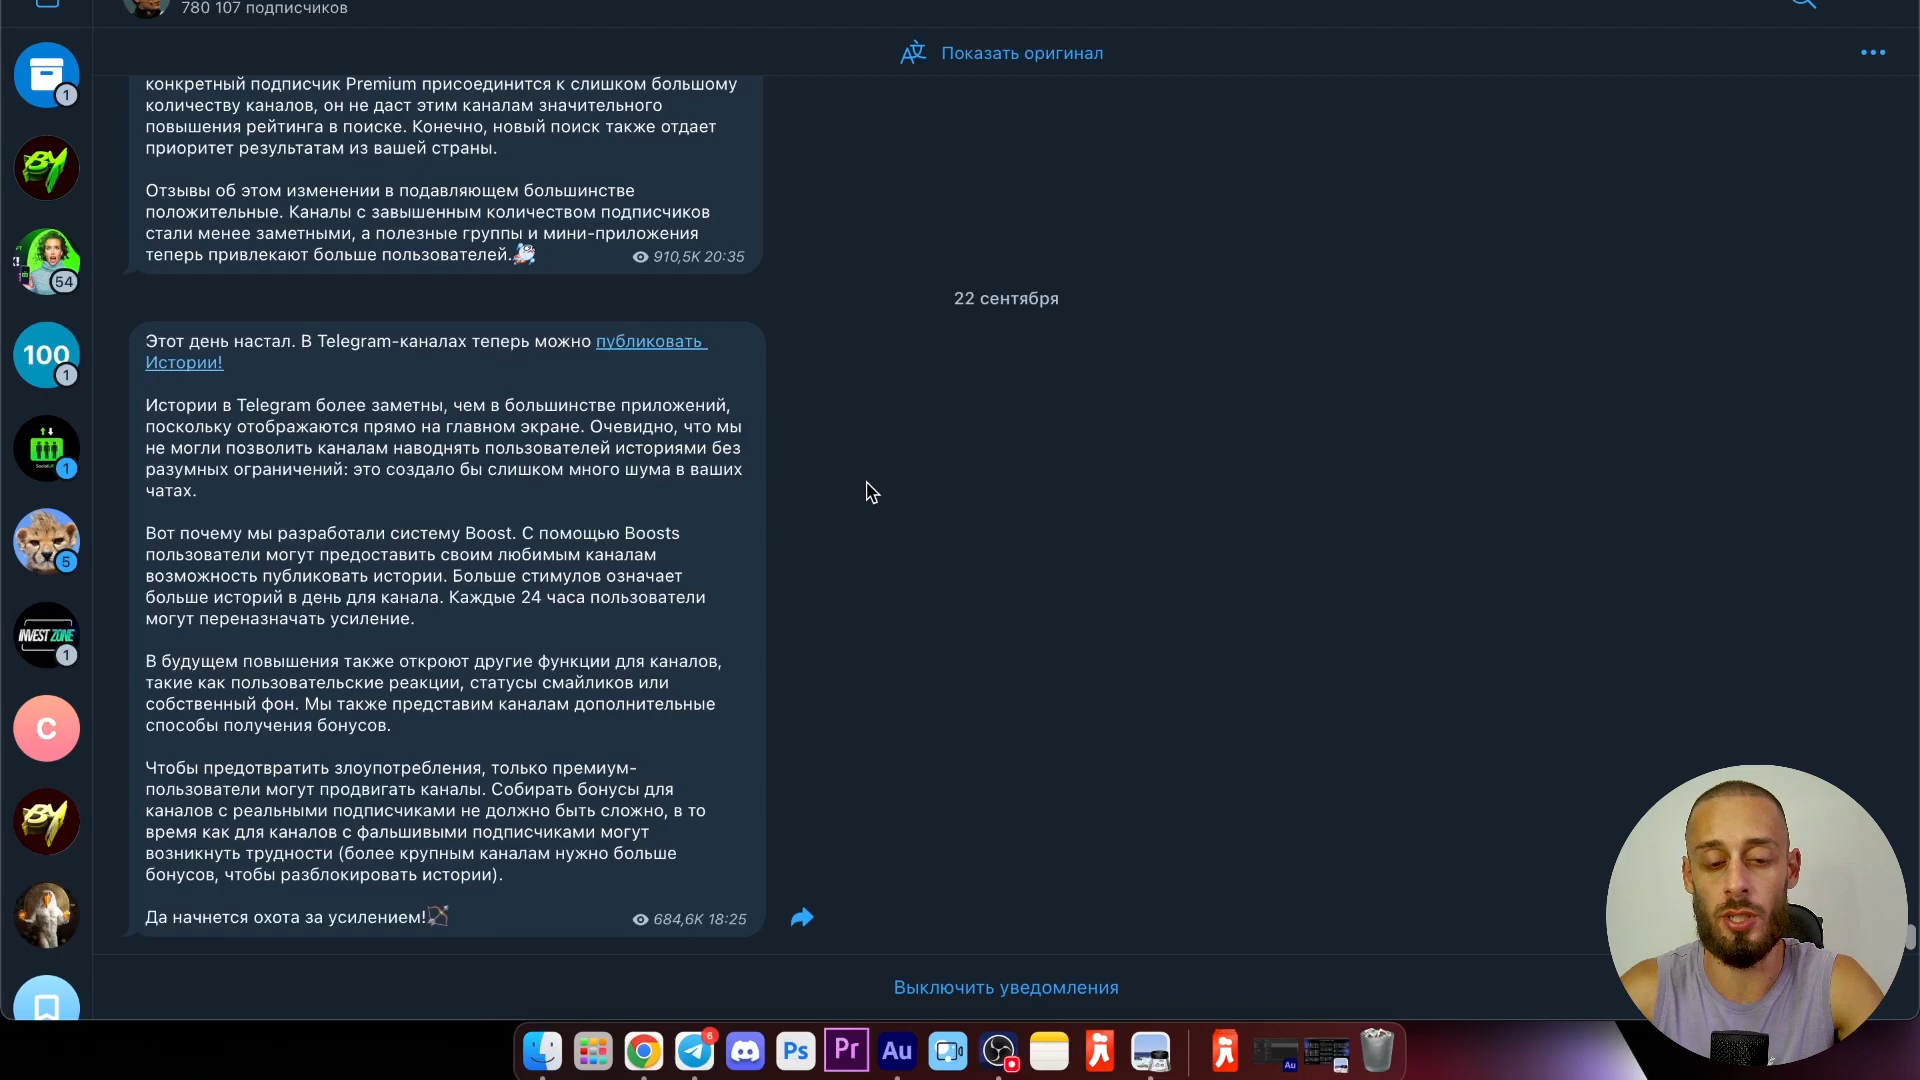 780 107 подписчиков
Показать оригинал
конкретный подписчик Premium присоединится к слишком большому
количеству каналов, он не даст этим каналам значительного
повышения рейтинга в поиске. Конечно, новый поиск также отдает
приоритет результатам из вашей страны.
Отзывы об этом изменении в подавляющем большинстве
положительные. Каналы с завышенным количеством подписчиков
стали менее заметными, а полезные группы и мини-приложения
теперь привлекают больше пользователей.
910,5K 20:35
22 сентября
Этот день настал. В Telegram-каналах теперь можно публиковать
Истории!
Истории в Telegram более заметны, чем в большинстве приложений,
поскольку отображаются прямо на главном экране. Очевидно, что мы
не могли позволить каналам наводнять пользователей историями без
разумных ограничений: это создало бы слишком много шума в ваших
чатах.
Вот почему мы разработали систему Boost. С помощью Boosts
пользователи могут предоставить своим любимым каналам
возможность публиковать истории. Больше стимулов означает
больше историй в день для канала. Каждые 24 часа пользователи
могут переназначать усиление.
В будущем повышения также откроют другие функции для каналов,
такие как пользовательские реакции, статусы смайликов или
собственный фон. Мы также представим каналам дополнительные
способы получения бонусов.
Чтобы предотвратить злоупотребления, только премиум-
пользователи могут продвигать каналы. Собирать бонусы для
каналов с реальными подписчиками не должно быть сложно, в то
время как для каналов с фальшивыми подписчиками могут
возникнуть трудности (более крупным каналам нужно больше
бонусов, чтобы разблокировать истории).
Да начнется охота за усилением!
684,6K 18:25
Выключить уведомления
1
BY
54
100
1
1
5
INVEST ZONE
1
C
BY
6
Ps
Pr
Au
Au